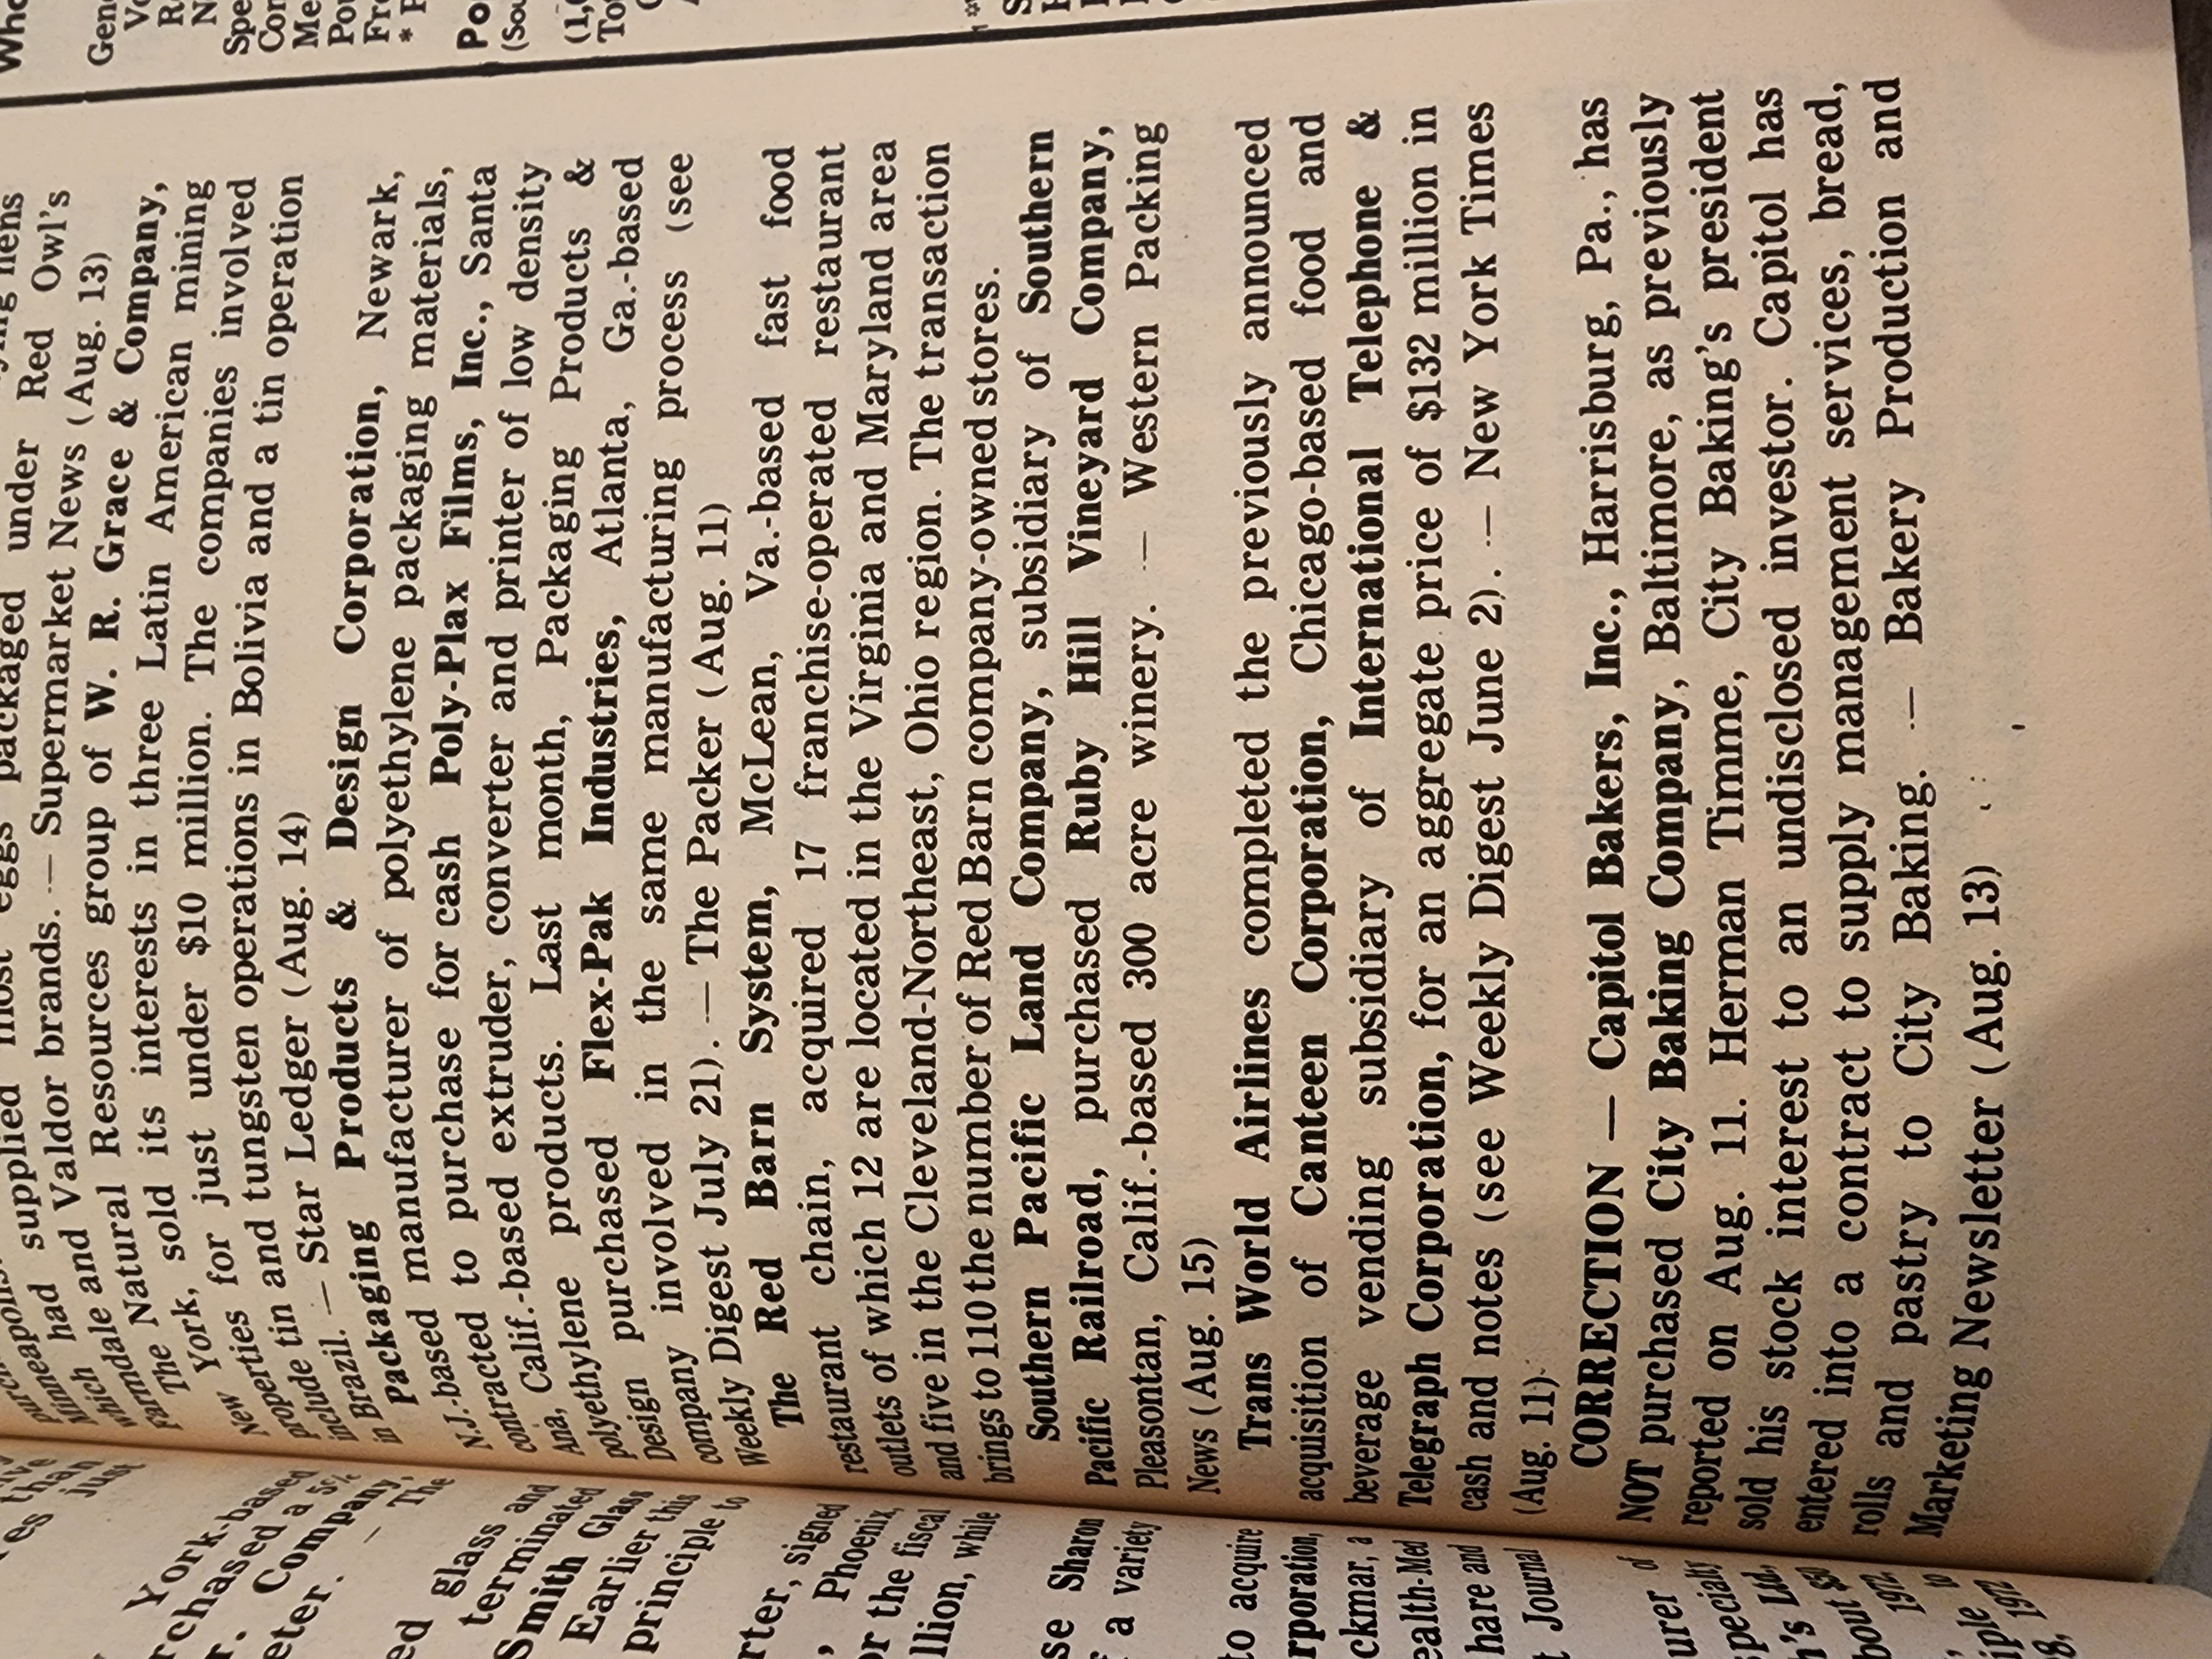 supplied most eggs packaged under Red Owl's
which had Valdor brands. — Supermarket News (Aug. 13)
and Natural Resources group of W. R. Grace & Company,
The sold its interests in three Latin American mining
York, for just under $10 million. The companies involved
New tin and tungsten operations in Bolivia and a tin operation
include — Star Ledger (Aug. 14)
in Brazil.
Packaging Products & Design Corporation, Newark,
N.J.-based manufacturer of polyethylene packaging materials,
contracted to purchase for cash Poly-Plax Films, Inc., Santa
Ana, Calif.-based extruder, converter and printer of low density
polyethylene products. Last month, Packaging Products &
Design purchased Flex-Pak Industries, Atlanta, Ga.-based
company involved in the same manufacturing process (see
Weekly Digest July 21). — The Packer (Aug. 11)
The Red Barn System, McLean, Va.-based fast food
restaurant chain, acquired 17 franchise-operated restaurant
outlets of which 12 are located in the Virginia and Maryland area
and five in the Cleveland-Northeast, Ohio region. The transaction
brings to 110 the number of Red Barn company-owned stores.
Southern Pacific Land Company, subsidiary of Southern
Pacific Railroad, purchased Ruby Hill Vineyard Company,
Pleasontan, Calif.-based 300 acre winery. — Western Packing
News (Aug. 15)
Trans World Airlines completed the previously announced
acquisition of Canteen Corporation, Chicago-based food and
beverage vending subsidiary of International Telephone &
Telegraph Corporation, for an aggregate price of $132 million in
cash and notes (see Weekly Digest June 2). — New York Times
(Aug. 11)
CORRECTION — Capitol Bakers, Inc., Harrisburg, Pa., has
NOT purchased City Baking Company, Baltimore, as previously
reported on Aug. 11. Herman Timme, City Baking's president
sold his stock interest to an undisclosed investor. Capitol has
entered into a contract to supply management services, bread,
rolls and pastry to City Baking. — Bakery Production and
Marketing Newsletter (Aug. 13)